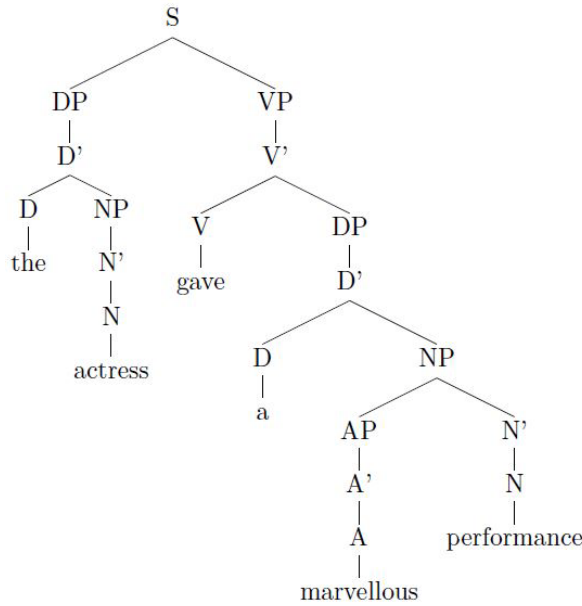 S
DP VP
D' V'
D NP V DP
the N' gave D'
N D NP
actress a AP N'
A' N
A performance
marvellous